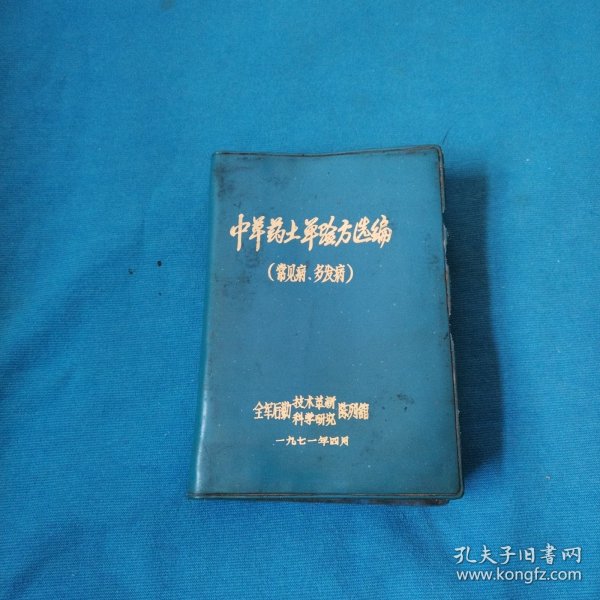 中草药土单验方选编
(常见病、多发病)
全军后勤技术革新科学研究陈列馆
一九七一年四月
孔夫子旧书网
www.kongfz.com